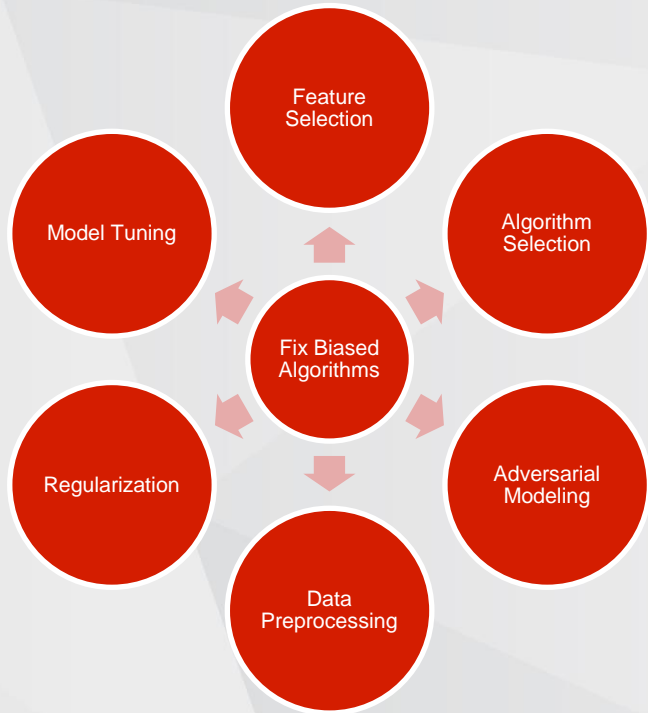 Feature
Selection
Model Tuning
Algorithm
Selection
Fix Biased
Algorithms
Regularization
Adversarial
Modeling
Data
Preprocessing